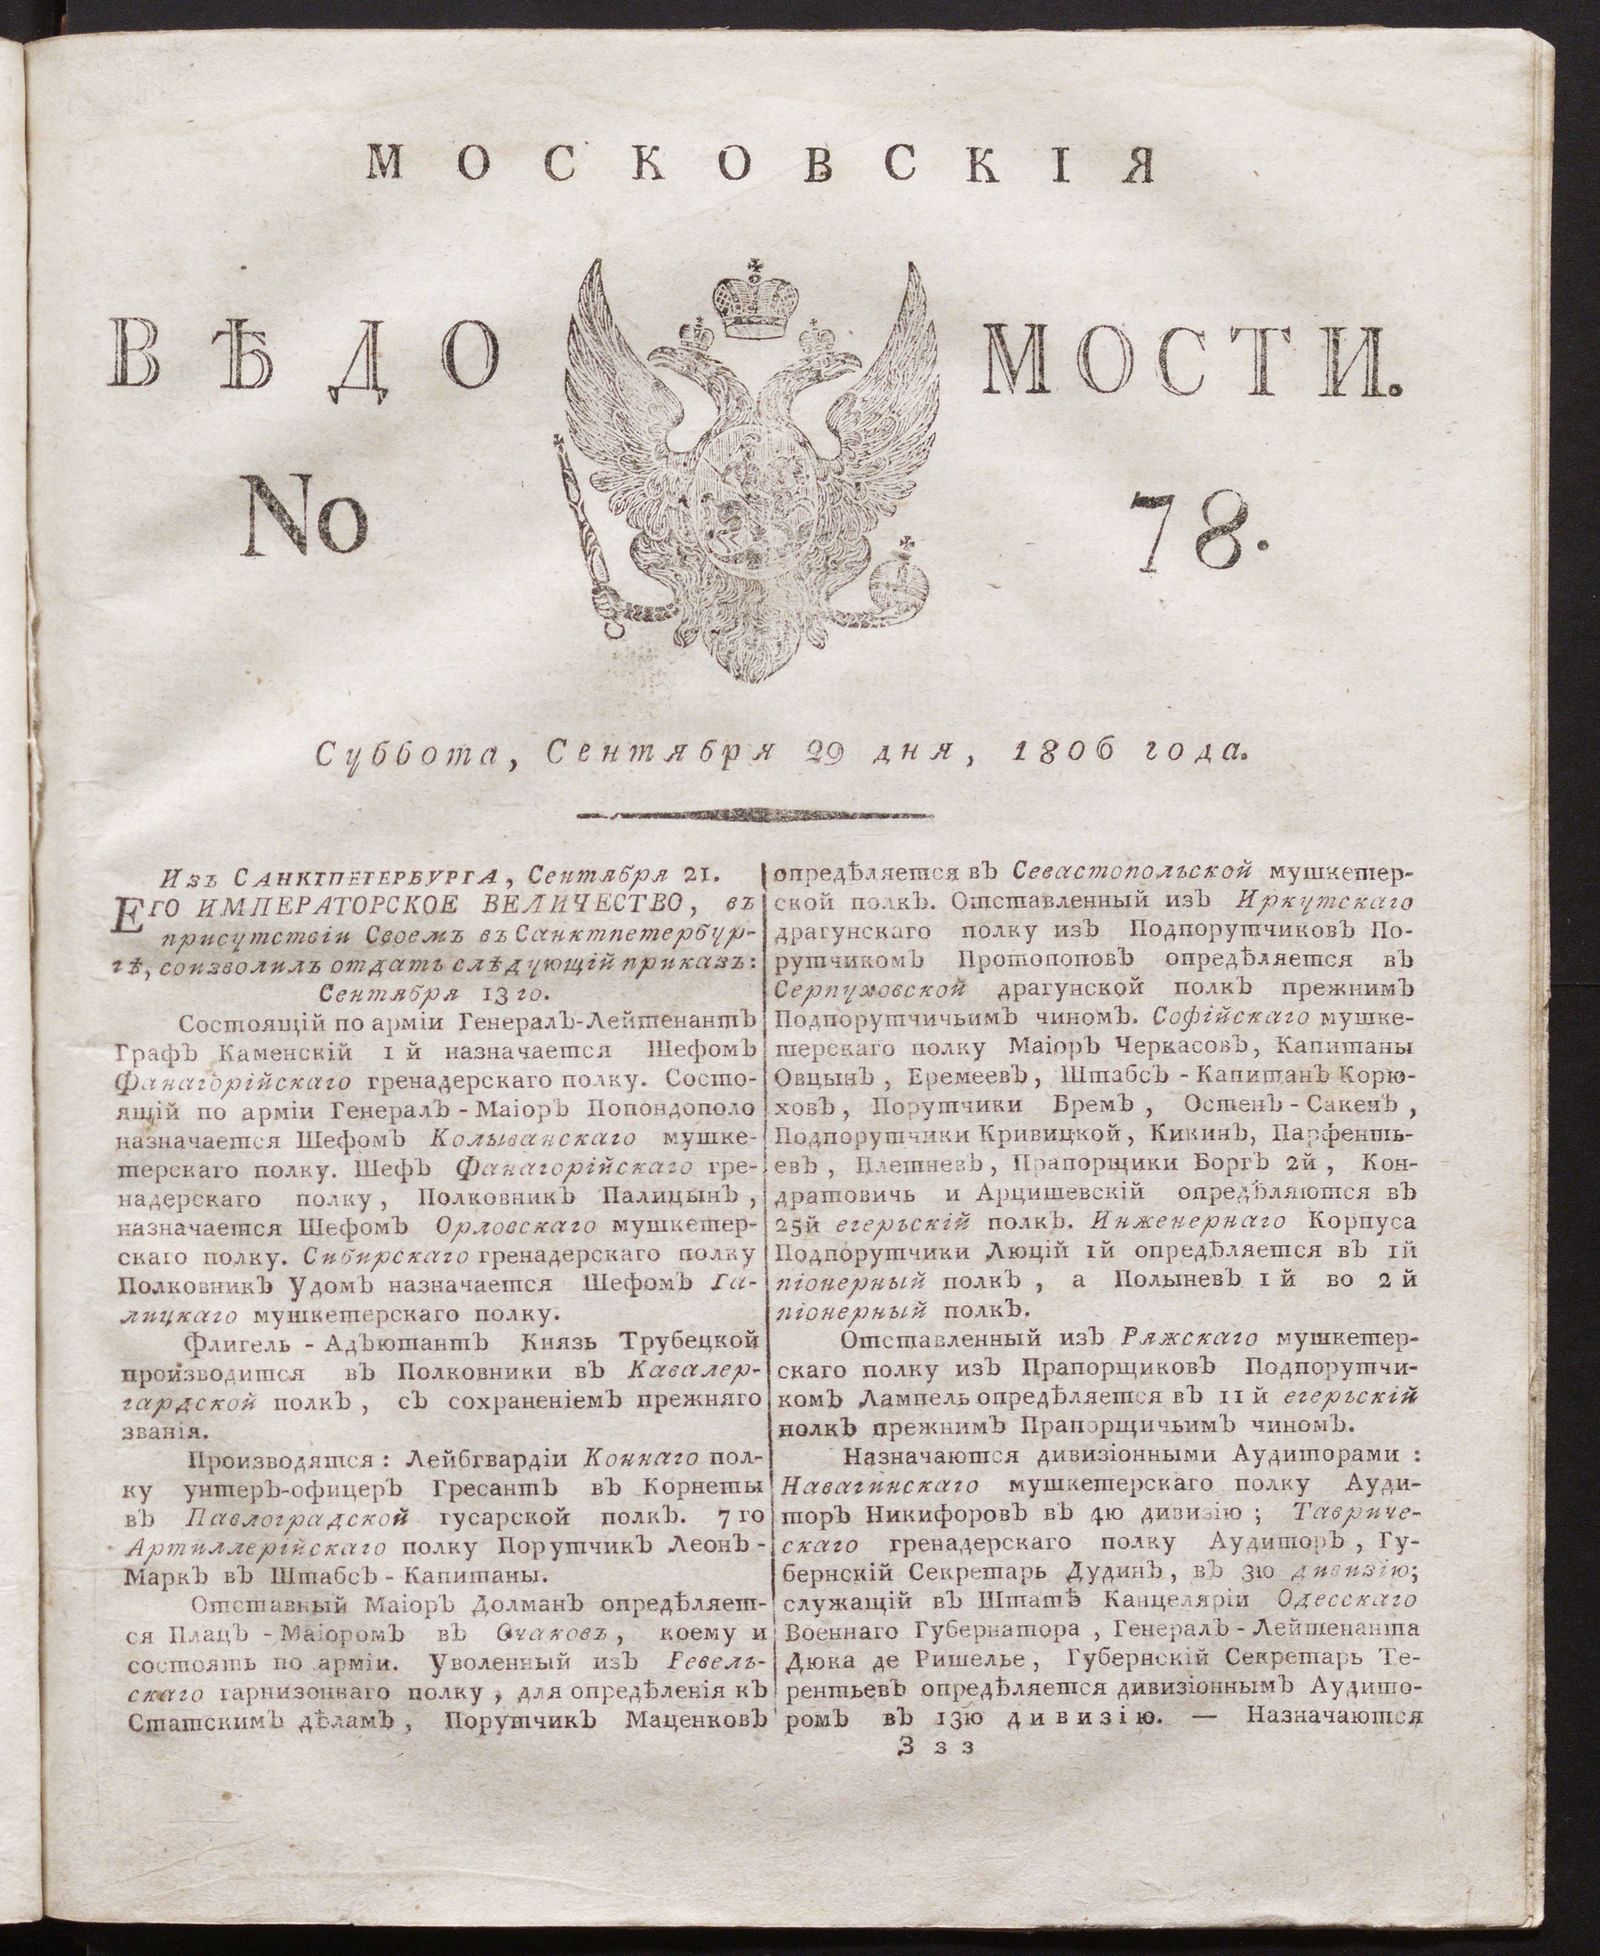 МОСКОВСКІЯ
ВѢДОМОСТИ.
No 78.
Суббота, Сентября 29 дня, 1806 года.
Изъ Санктпетербурга, Сентября 21.
ЕГО ИМПЕРАТОРСКОЕ ВЕЛИЧЕСТВО, въ
присутствіи Своемъ въ Санктпетербур-
гѣ, соизволилъ отдать слѣдующій приказъ:
Сентября 13 го.
Состоящій по арміи Генералъ-Лейтенантъ
Графъ Каменскій 1 й назначается Шефомъ
Фанагорійскаго гренадерскаго полку. Состо-
ящій по арміи Генералъ - Маіоръ Попондополо
назначается Шефомъ Колыванскаго мушке-
терскаго полку. Шефъ Фанагорійскаго гре-
надерскаго полку, Полковникъ Палицынъ,
назначается Шефомъ Орловскаго мушкетер-
скаго полку. Сибирскаго гренадерскаго полку
Полковникъ Удомъ назначается Шефомъ Га-
лицкаго мушкетерскаго полку.
Флигель - Адъютантъ Князь Трубецкой
производится въ Полковники въ Кавалер-
гардской полкъ, съ сохраненіемъ прежняго
званія.
Производятся: Лейбгвардіи Коннаго пол-
ку унтеръ-офицеръ Гресантъ въ Корнеты
въ Павлоградской гусарской полкъ. 7 го
Артиллерійскаго полку Порутчикъ Леонъ-
Маркъ въ Штабсъ - Капитаны.
Отставный Маіоръ Долманъ опредѣляет-
ся Плацъ - Маіоромъ въ Очаковъ, коему и
состоять по арміи. Уволенный изъ Ревель-
скаго гарнизоннаго полку, для опредѣленія къ
Статскимъ дѣламъ, Порутчикъ Маценковъ
опредѣляется въ Севастопольской мушкетер-
ской полкъ. Отставленный изъ Иркутскаго
драгунскаго полку изъ Подпорутчиковъ По-
рутчикомъ Протопоповъ опредѣляется въ
Серпуховской драгунской полкъ прежнимъ
Подпорутчичьимъ чиномъ. Софійскаго мушке-
терскаго полку Маіоръ Черкасовъ, Капитаны
Овцынъ, Еремеевъ, Штабсъ - Капитанъ Корю-
ховъ, Порутчики Бремъ, Остенъ - Сакенъ,
Подпорутчики Кривицкой, Кикинъ, Парфенть-
евъ, Плетневъ, Прапорщики Боргъ 2й, Кон-
дратовичь и Арцишевскій опредѣляются въ
25й егерьскій полкъ. Инженернаго Корпуса
Подпорутчики Люцій 1й опредѣляется въ 1й
піонерный полкъ, а Полыневъ 1 й во 2 й
піонерный полкъ.
Отставленный изъ Ряжскаго мушкетер-
скаго полку изъ Прапорщиковъ Подпорутчи-
комъ Лампель опредѣляется въ 11 й егерьскій
полкъ прежнимъ Прапорщичьимъ чиномъ.
Назначаются дивизіонными Аудиторами:
Навагинскаго мушкетерскаго полку Ауди-
торъ Никифоровъ въ 4ю дивизію; Тавриче-
скаго гренадерскаго полку Аудиторъ, Гу-
бернскій Секретарь Дудинъ, въ 3ю дивизію;
служащій въ Штатѣ Канцеляріи Одесскаго
Военнаго Губернатора, Генералъ - Лейтенанта
Дюка де Ришелье, Губернскій Секретарь Те-
рентьевъ опредѣляется дивизіоннымъ Аудито-
ромъ въ 13ю дивизію. — Назначаются
З з з